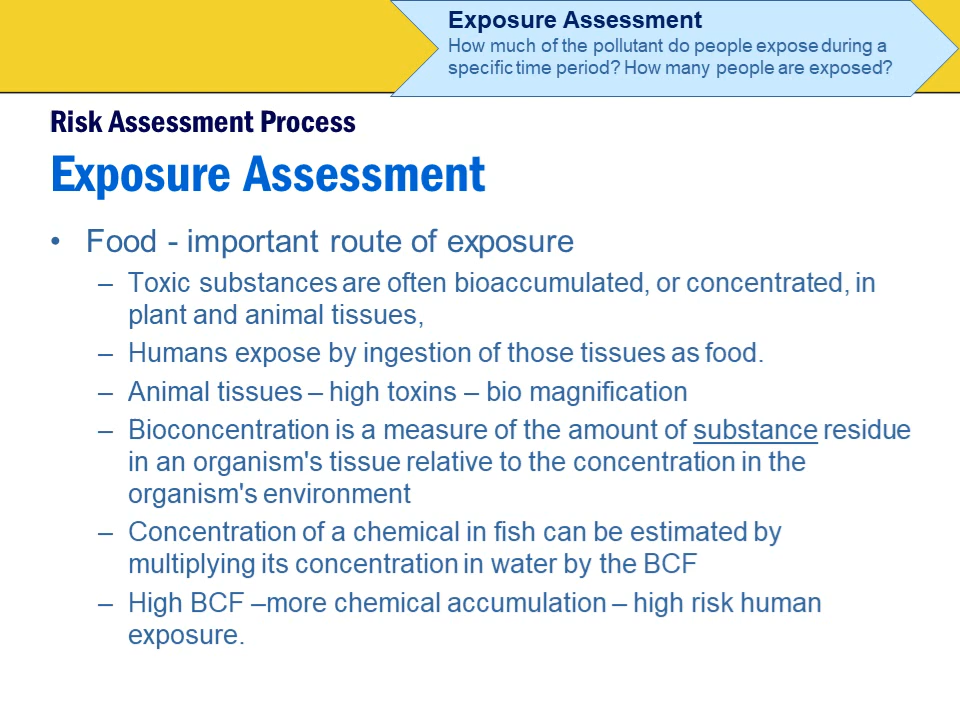 Exposure Assessment
How much of the pollutant do people expose during a
specific time period? How many people are exposed?
Risk Assessment Process
Exposure Assessment
• Food - important route of exposure
– Toxic substances are often bioaccumulated, or concentrated, in
plant and animal tissues,
– Humans expose by ingestion of those tissues as food.
– Animal tissues – high toxins – bio magnification
– Bioconcentration is a measure of the amount of substance residue
in an organism's tissue relative to the concentration in the
organism's environment
– Concentration of a chemical in fish can be estimated by
multiplying its concentration in water by the BCF
– High BCF –more chemical accumulation – high risk human
exposure.